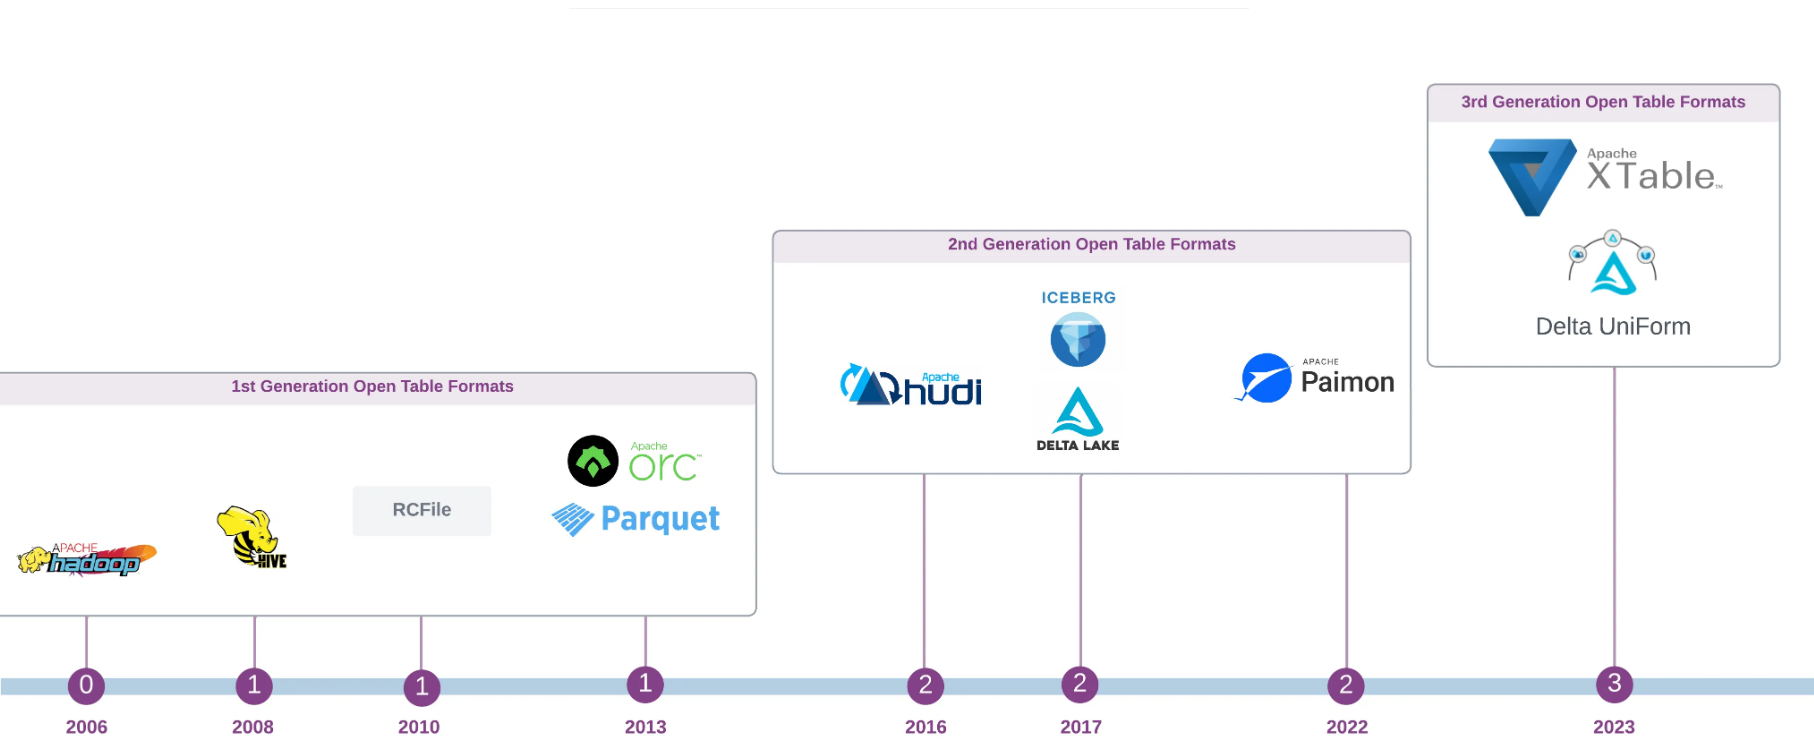 3rd Generation Open Table Formats
Apache
XTable™
Delta UniForm
2nd Generation Open Table Formats
ICEBERG
Apache
hudi
DELTA LAKE
APACHE
Paimon
1st Generation Open Table Formats
APACHE
hadoop
HIVE
RCFile
Apache
orc™
Parquet
0
1
1
1
2
2
2
3
2006
2008
2010
2013
2016
2017
2022
2023